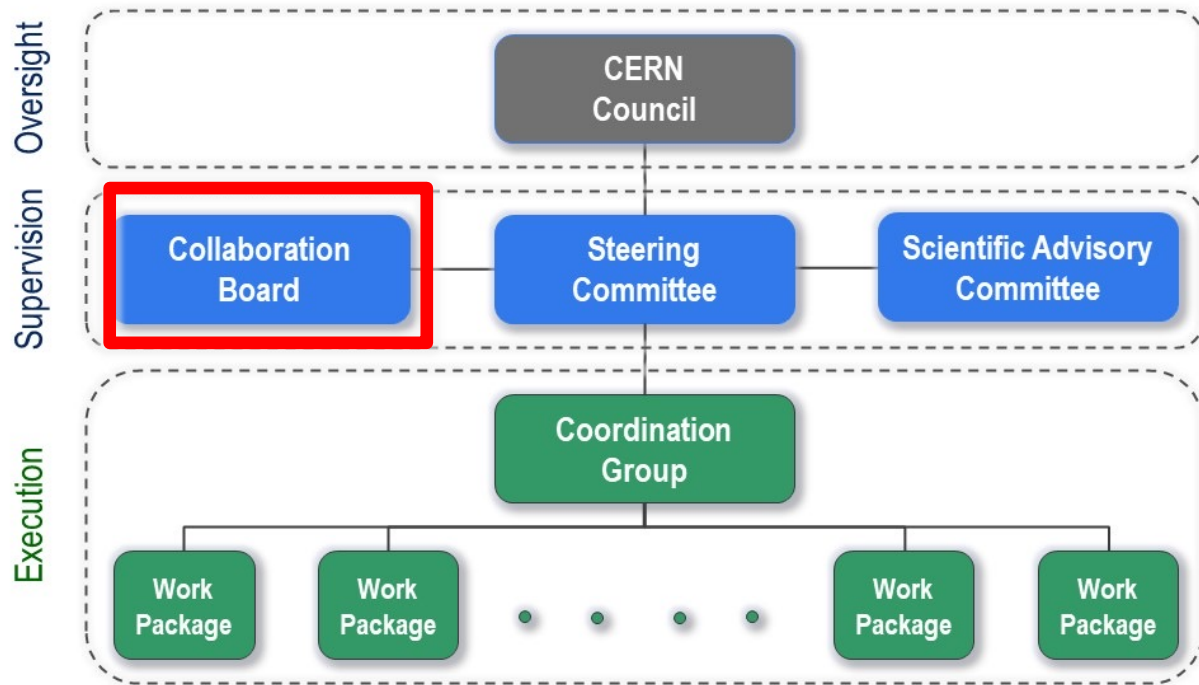 Oversight
CERN
Council
Supervision
Collaboration
Board
Steering
Committee
Scientific Advisory
Committee
Execution
Coordination
Group
Work
Package
Work
Package
Work
Package
Work
Package